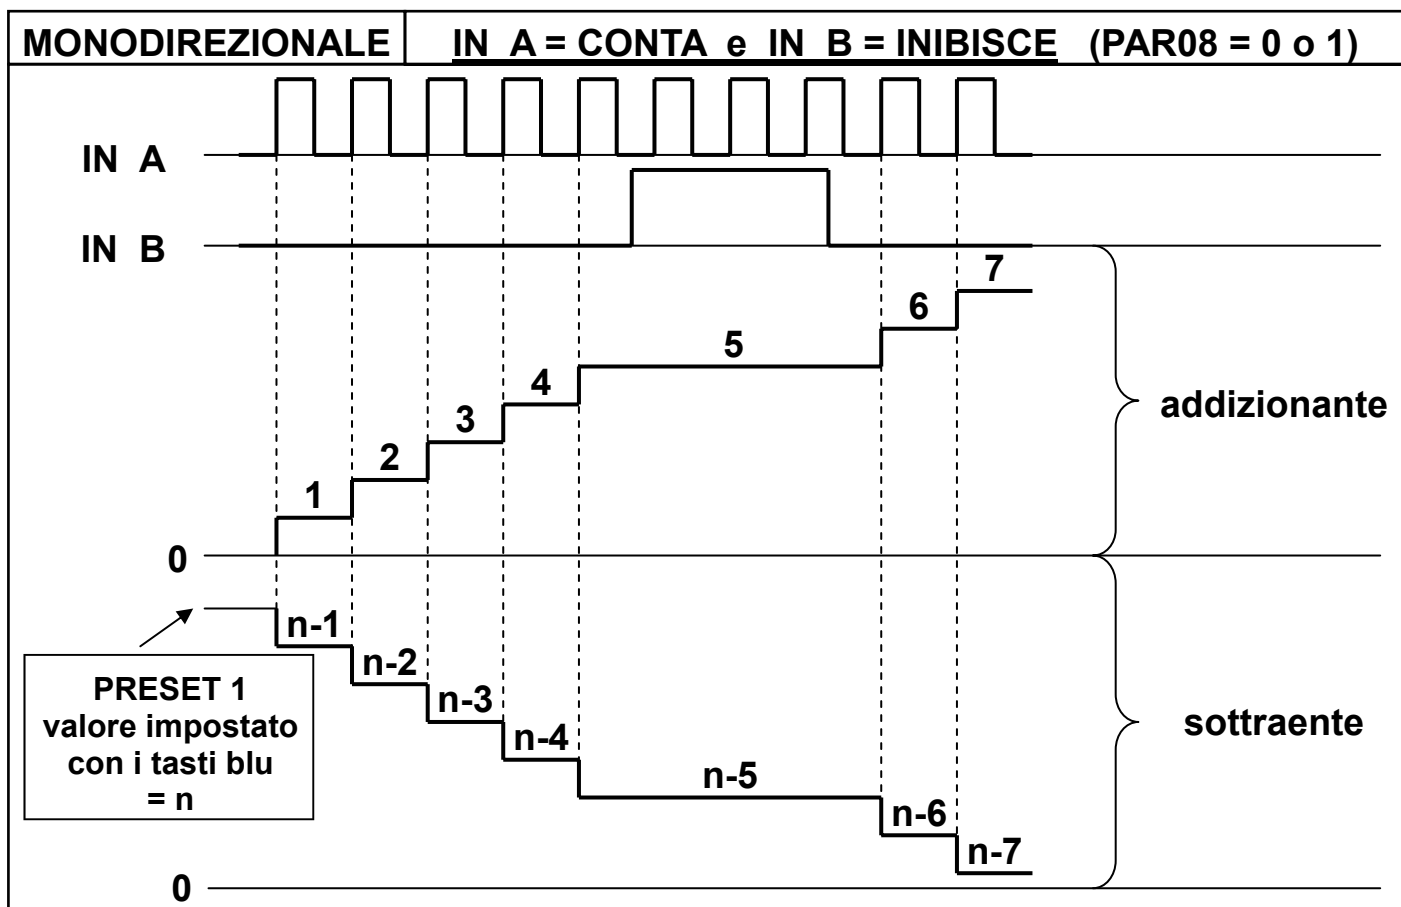 MONODIREZIONALE
IN A = CONTA e IN B = INIBISCE (PAR08 = 0 o 1)
IN A
IN B
7
6
5
4
3
2
1
addizionante
0
n-1
n-2
n-3
n-4
n-5
n-6
n-7
PRESET 1
valore impostato
con i tasti blu
= n
sottraente
0